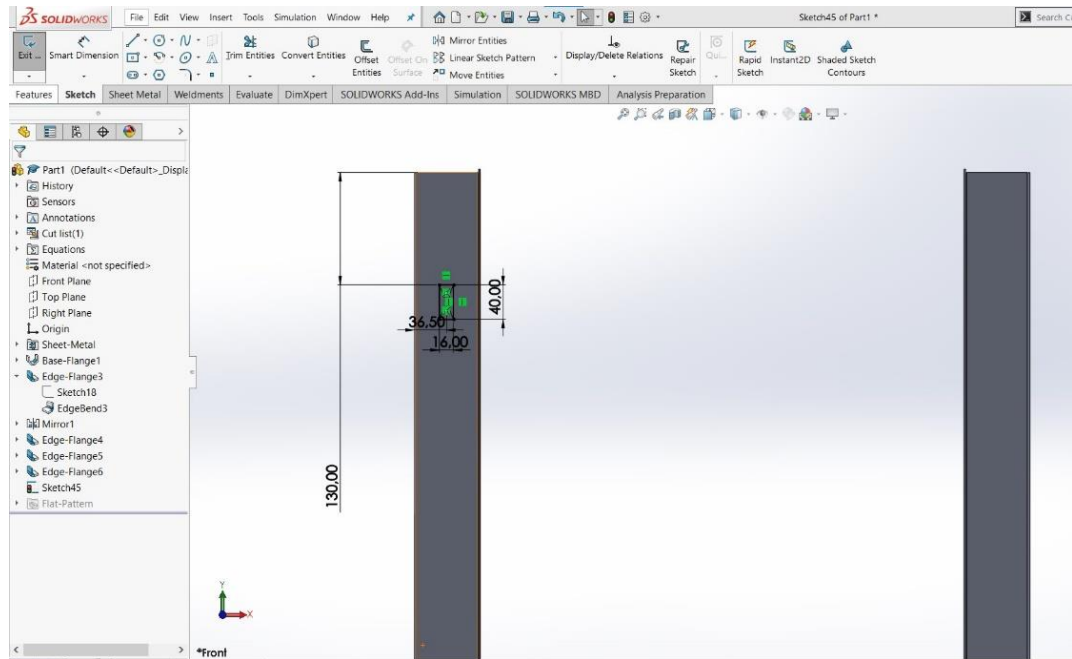 SOLIDWORKS File Edit View Insert Tools Simulation Window Help Sketch45 of Part1 * Search Co
Exit ... Smart Dimension Trim Entities Convert Entities Offset Entities Offset On Surface Mirror Entities Linear Sketch Pattern Move Entities Display/Delete Relations Repair Sketch Qui... Rapid Sketch Instant2D Shaded Sketch Contours
Features Sketch Sheet Metal Weldments Evaluate DimXpert SOLIDWORKS Add-Ins Simulation SOLIDWORKS MBD Analysis Preparation
Part1 (Default<<Default>_Displa
History
Sensors
Annotations
Cut list(1)
Equations
Material <not specified>
Front Plane
Top Plane
Right Plane
Origin
Sheet-Metal
Base-Flange1
Edge-Flange3
Sketch18
EdgeBend3
Mirror1
Edge-Flange4
Edge-Flange5
Edge-Flange6
Sketch45
Flat-Pattern
40,00
36,50
16,00
130,00
Y
X
*Front